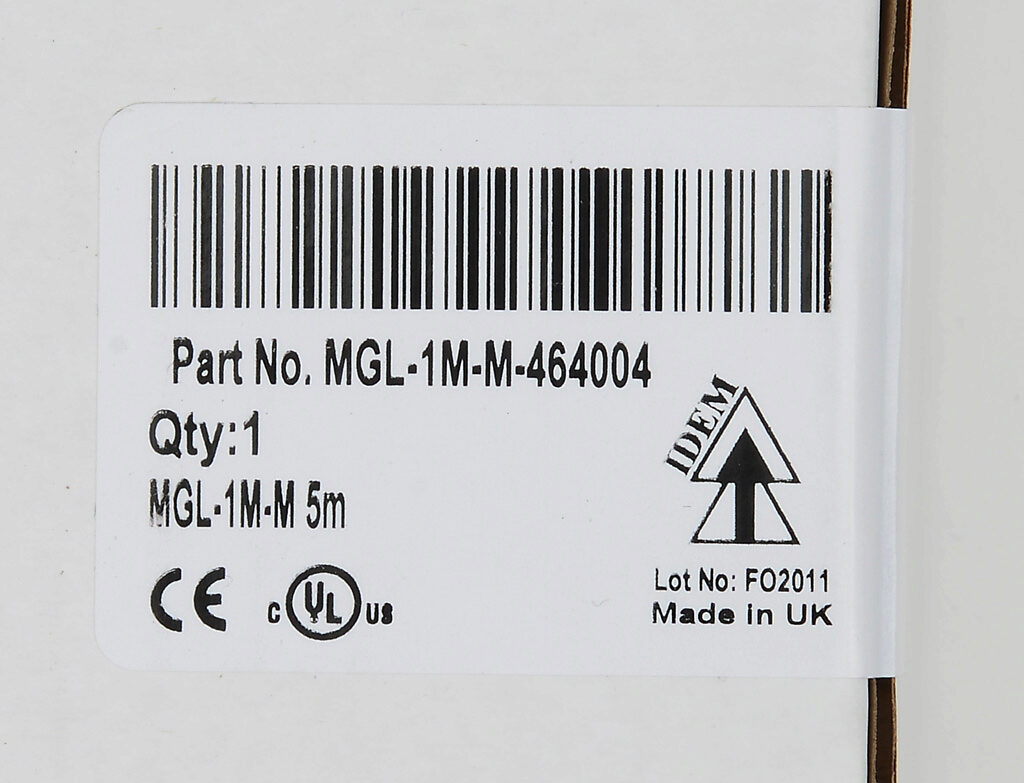 Part No. MGL-1M-M-464004
Qty:1
MGL-1M-M 5m
IDEM
CE
C UL US
Lot No: FO2011
Made in UK